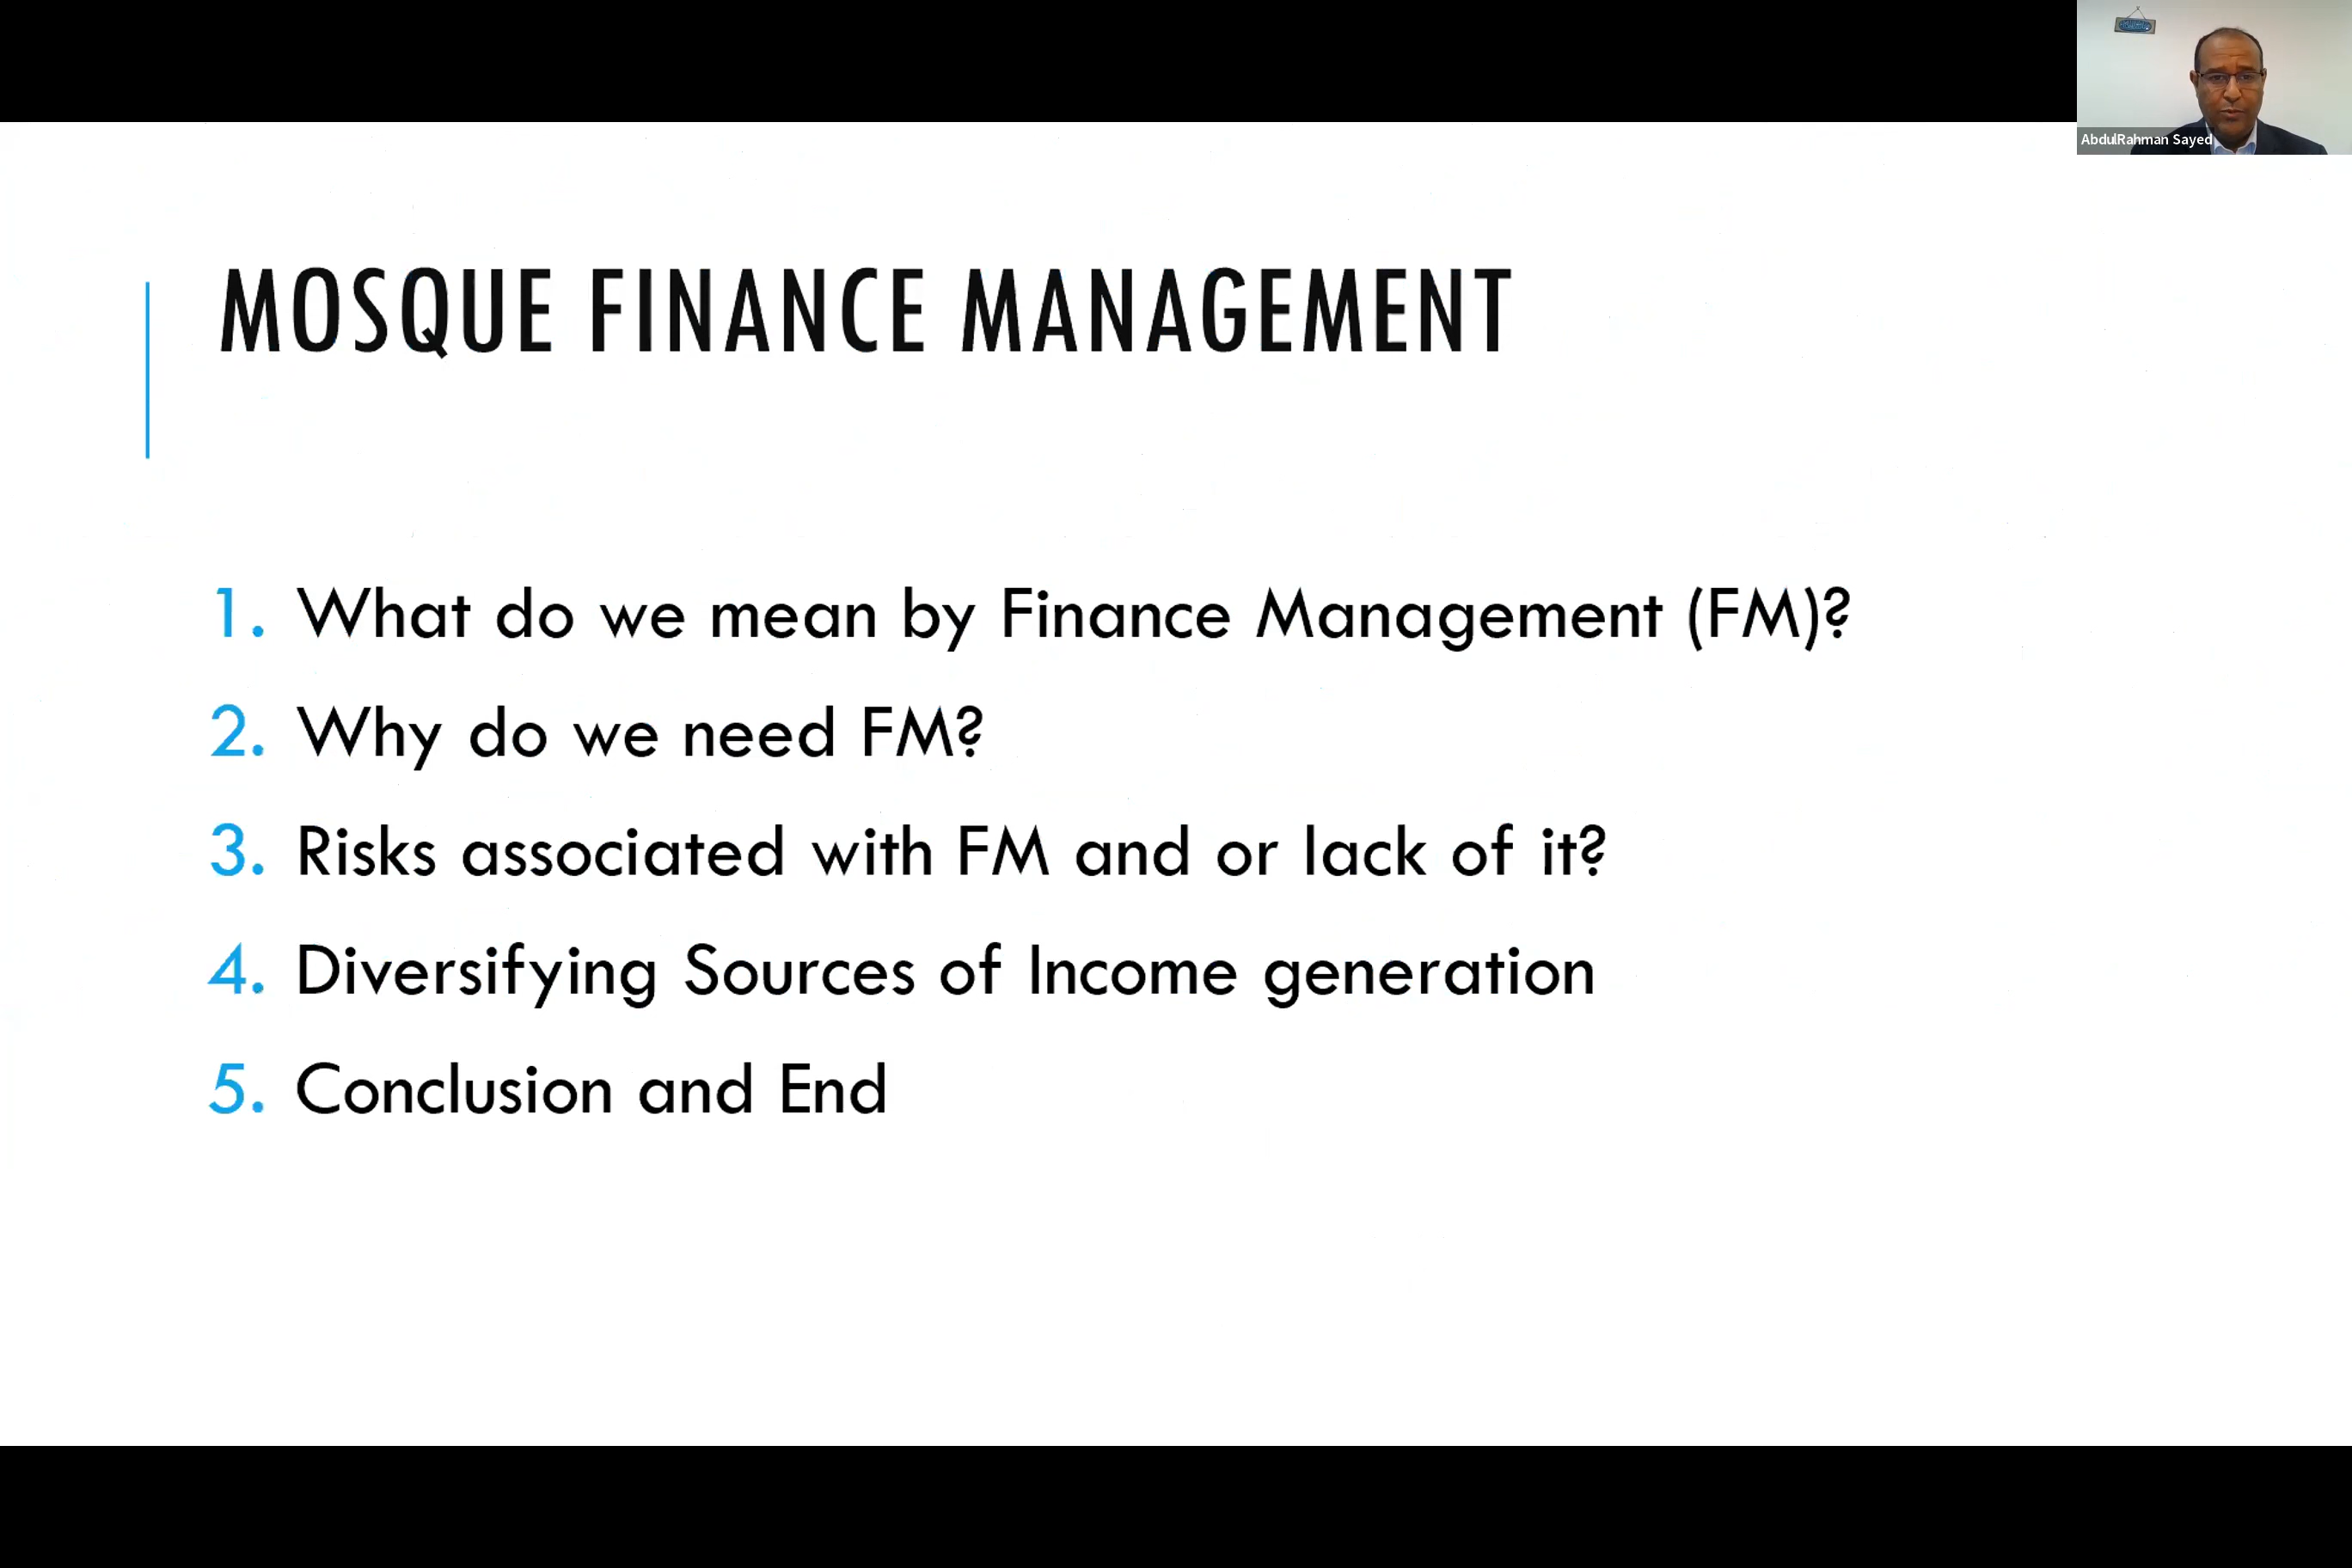 MOSQUE FINANCE MANAGEMENT
1. What do we mean by Finance Management (FM)?
2. Why do we need FM?
3. Risks associated with FM and or lack of it?
4. Diversifying Sources of Income generation
5. Conclusion and End
AbdulRahman Sayed